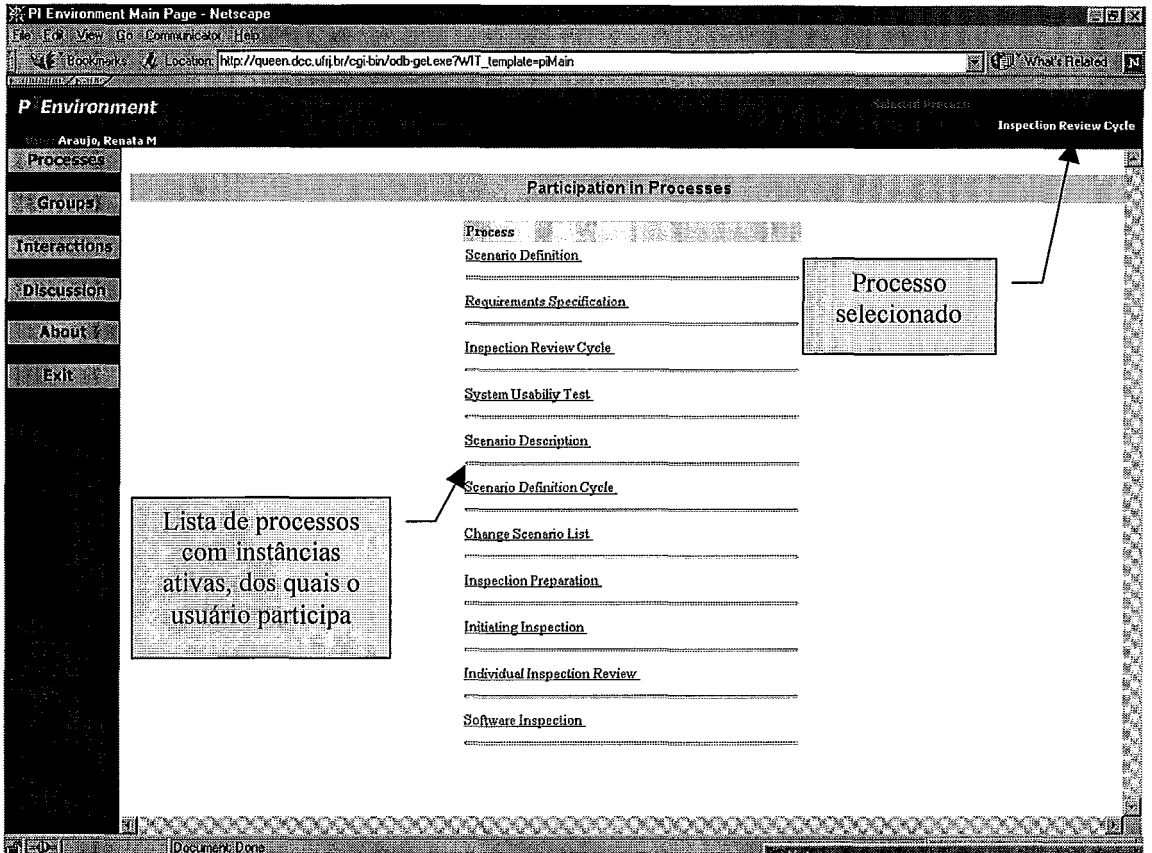 PI Environment Main Page - Netscape
File Edit View Go Communicator Help
Bookmarks Location: http://queen.dcc.ufrj.br/cgi-bin/odb-get.exe?WIT_template=piMain What's Related
P Environment
Selected Process:
Inspection Review Cycle
Araujo, Renata M
Processes
Groups
Interactions
Discussion
About
Exit
Participation in Processes
Process
Scenario Definition
Requirements Specification
Inspection Review Cycle
System Usabiliy Test
Scenario Description
Scenario Definition Cycle
Change Scenario List
Inspection Preparation
Initiating Inspection
Individual Inspection Review
Software Inspection
Processo
selecionado
Lista de processos
com instâncias
ativas, dos quais o
usuário participa
Document: Done